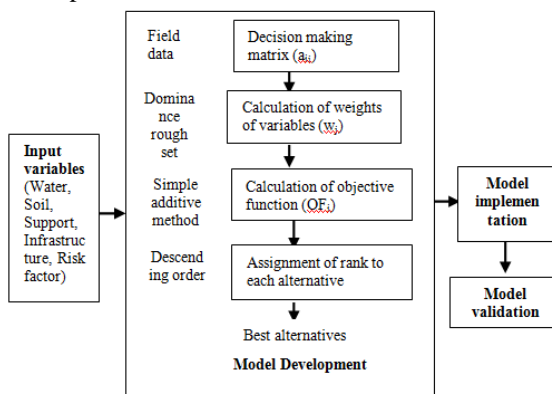 Input
variables
(Water,
Soil,
Support,
Infrastruc
ture, Risk
factor)
Field
data
Decision making
matrix (aij)
Domina
nce
rough
set
Calculation of weights
of variables (wj)
Simple
additive
method
Calculation of objective
function (OFi)
Descend
ing order
Assignment of rank to
each alternative
Best alternatives
Model Development
Model
implemen
tation
Model
validation